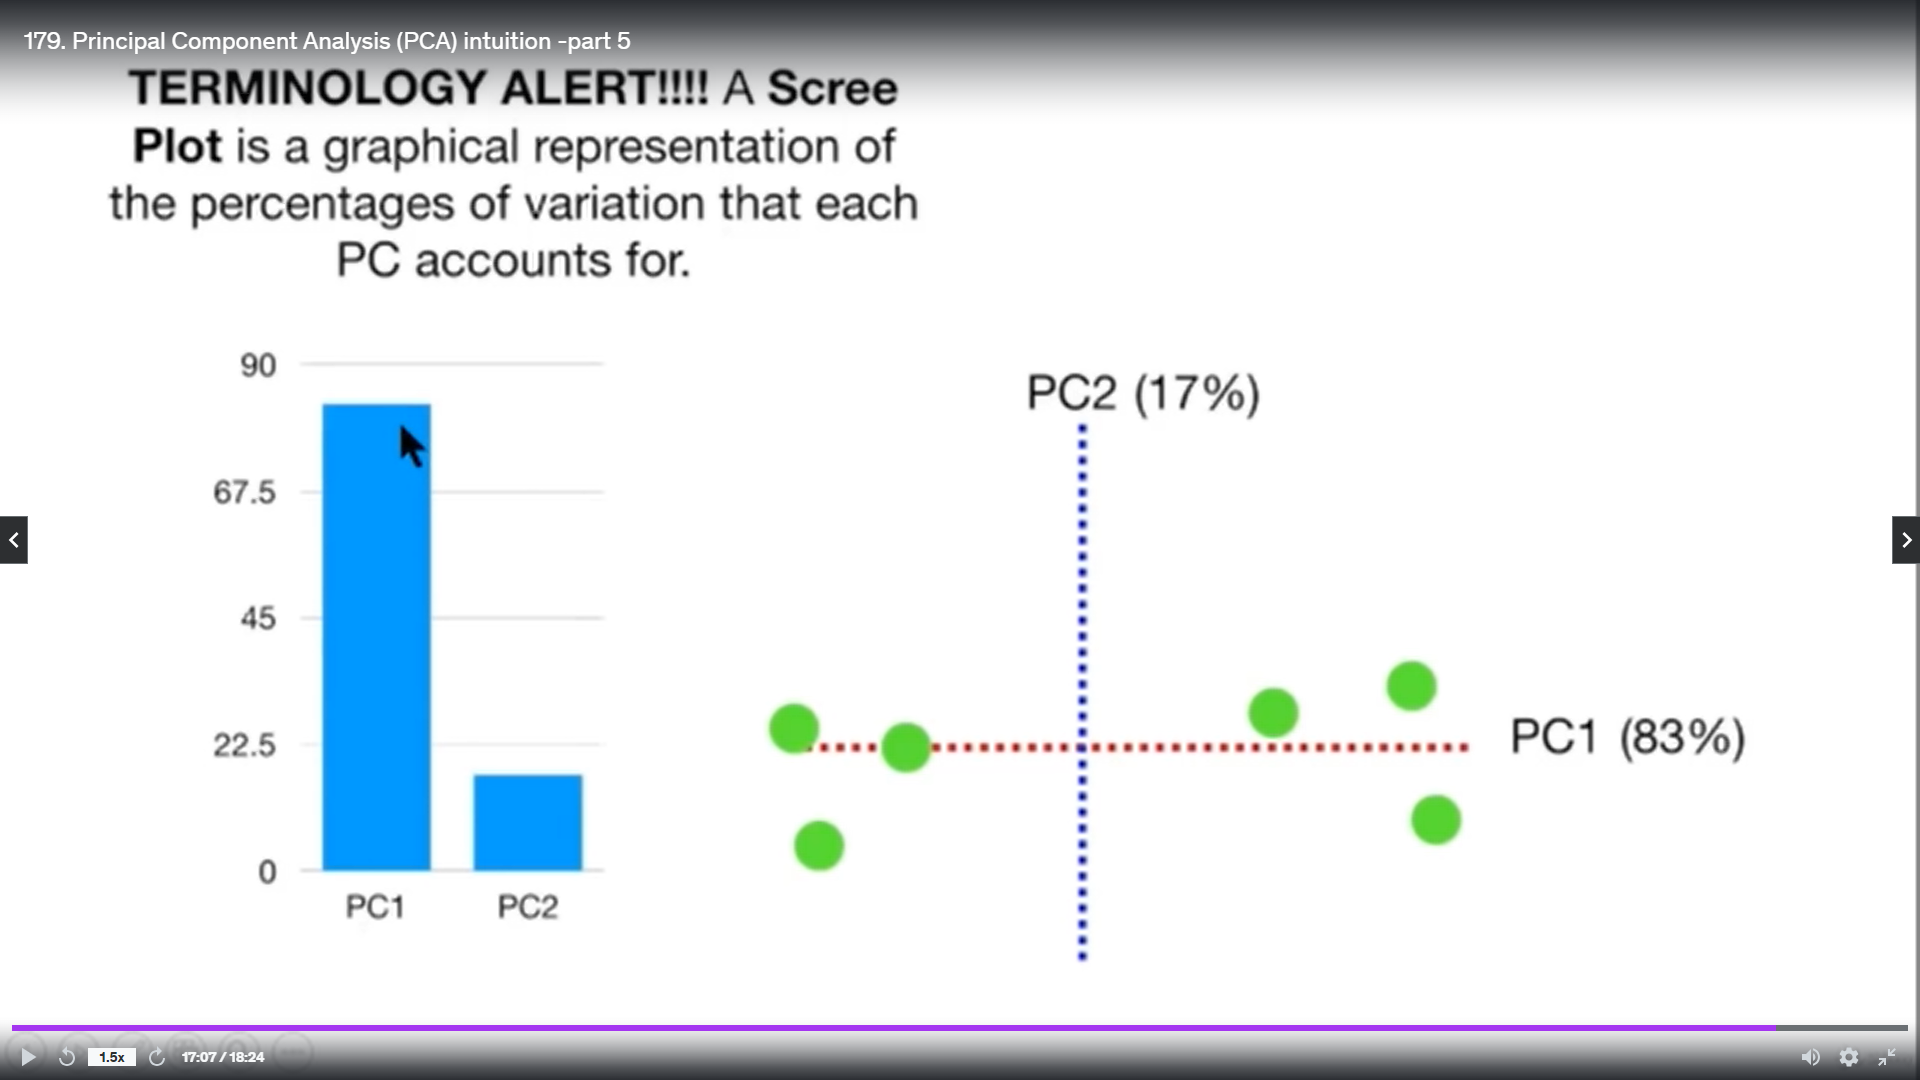 179. Principal Component Analysis (PCA) intuition -part 5
TERMINOLOGY ALERT!!!! A Scree
Plot is a graphical representation of
the percentages of variation that each
PC accounts for.
90
67.5
45
22.5
0
PC1
PC2
PC2 (17%)
PC1 (83%)
1.5x
17:07 / 18:24